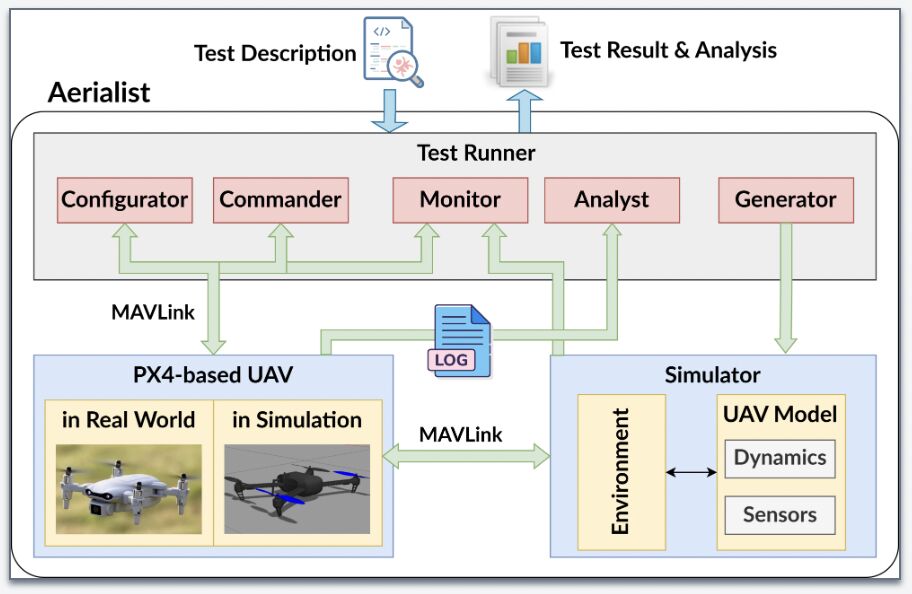 Test Description
</>
Test Result & Analysis
Aerialist
Test Runner
Configurator
Commander
Monitor
Analyst
Generator
MAVLink
LOG
PX4-based UAV
Simulator
in Real World
in Simulation
MAVLink
Environment
UAV Model
Dynamics
Sensors